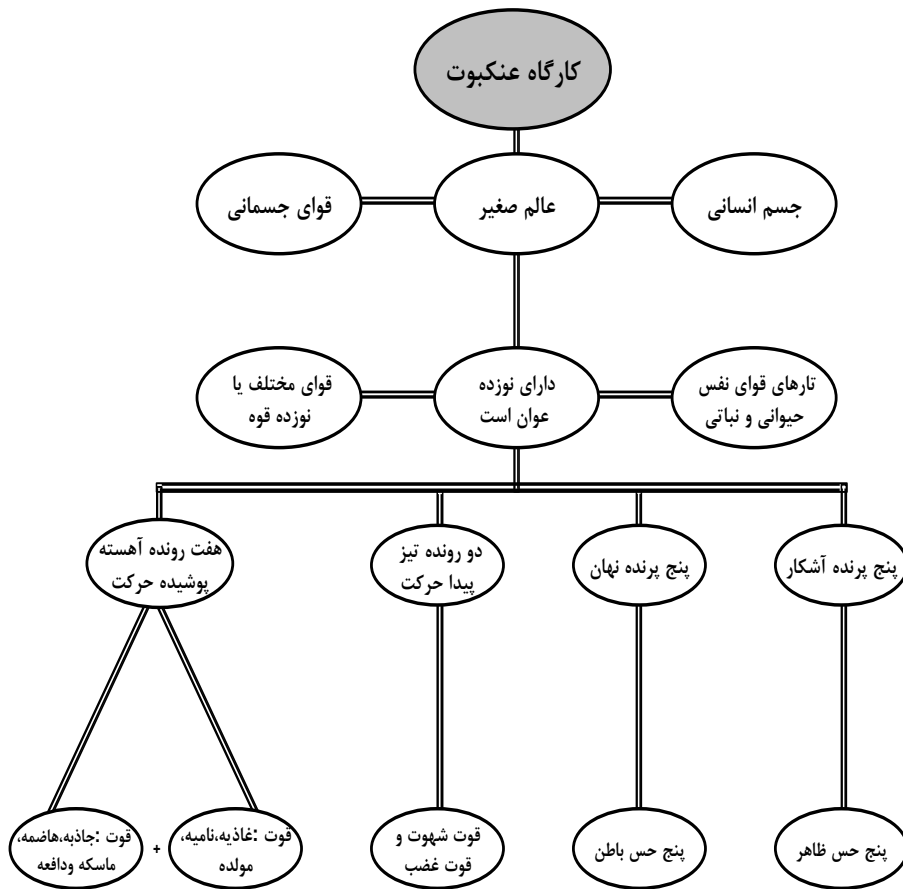 کارگاه عنکبوت
جسم انسانی
عالم صغیر
قوای جسمانی
تارهای قوای نفس
حیوانی و نباتی
دارای نوزده
عوان است
قوای مختلف یا
نوزده قوه
پنج پرنده آشکار
پنج پرنده نهان
دو رونده تیز
پیدا حرکت
هفت رونده آهسته
پوشیده حرکت
پنج حس ظاهر
پنج حس باطن
قوت شهوت و
قوت غضب
قوت :غاذیه،نامیه،
مولده
+
قوت :جاذبه،هاضمه،
ماسکه ودافعه